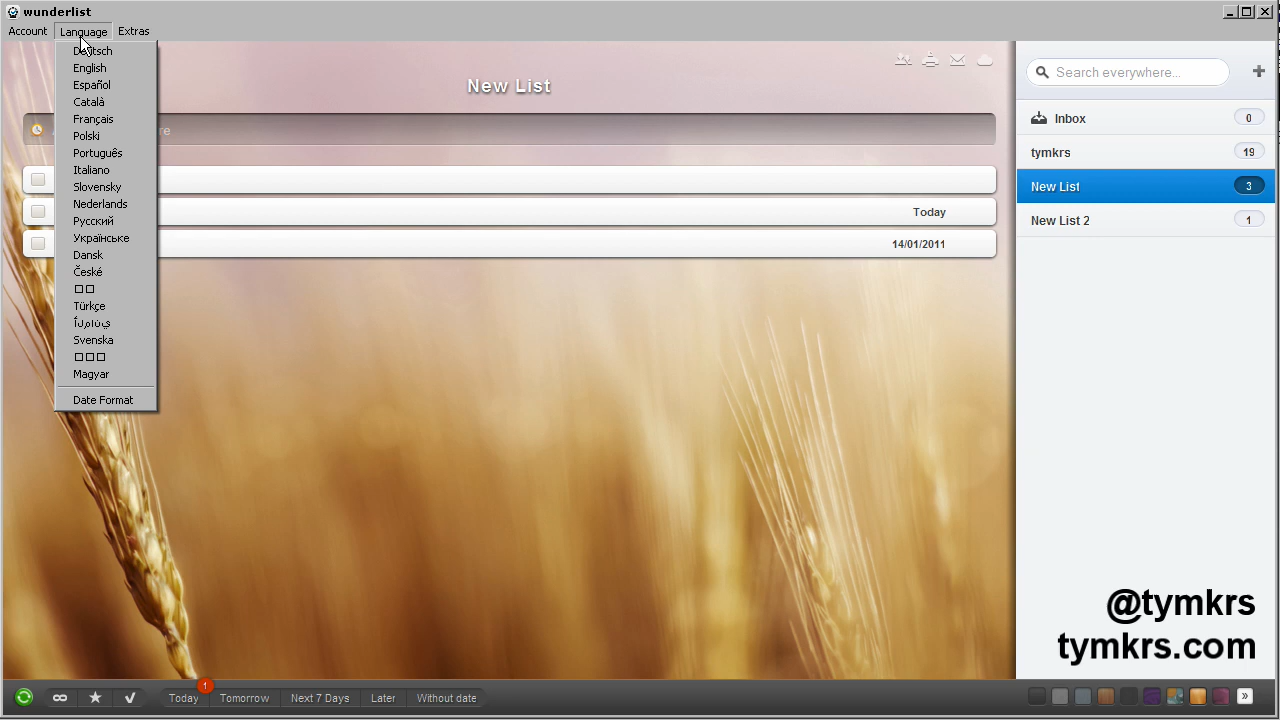 wunderlist
Account Language Extras
Deutsch
English
Español
Català
Français
Polski
Português
Italiano
Slovensky
Nederlands
Русский
Українське
Dansk
České
Türkçe
Svenska
Magyar
Date Format
New List
Today
14/01/2011
Search everywhere...
Inbox 0
tymkrs 19
New List 3
New List 2 1
@tymkrs
tymkrs.com
Today 1 Tomorrow Next 7 Days Later Without date